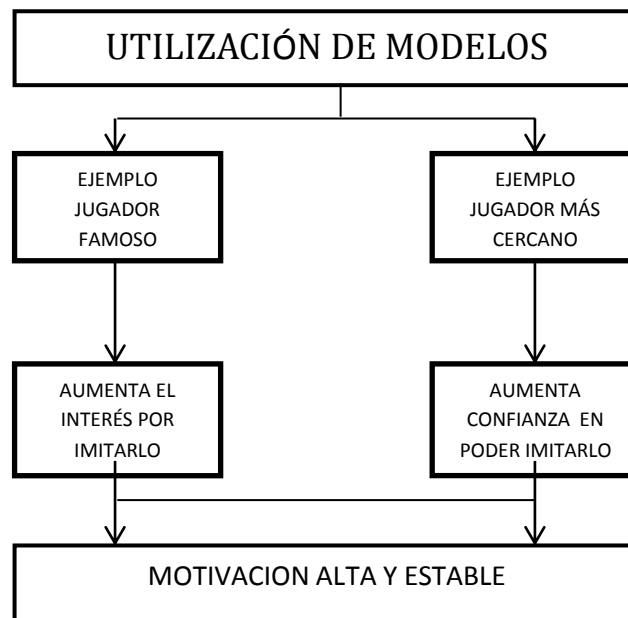 UTILIZACIÓN DE MODELOS
EJEMPLO
JUGADOR
FAMOSO
EJEMPLO
JUGADOR MÁS
CERCANO
AUMENTA EL
INTERÉS POR
IMITARLO
AUMENTA
CONFIANZA EN
PODER IMITARLO
MOTIVACION ALTA Y ESTABLE